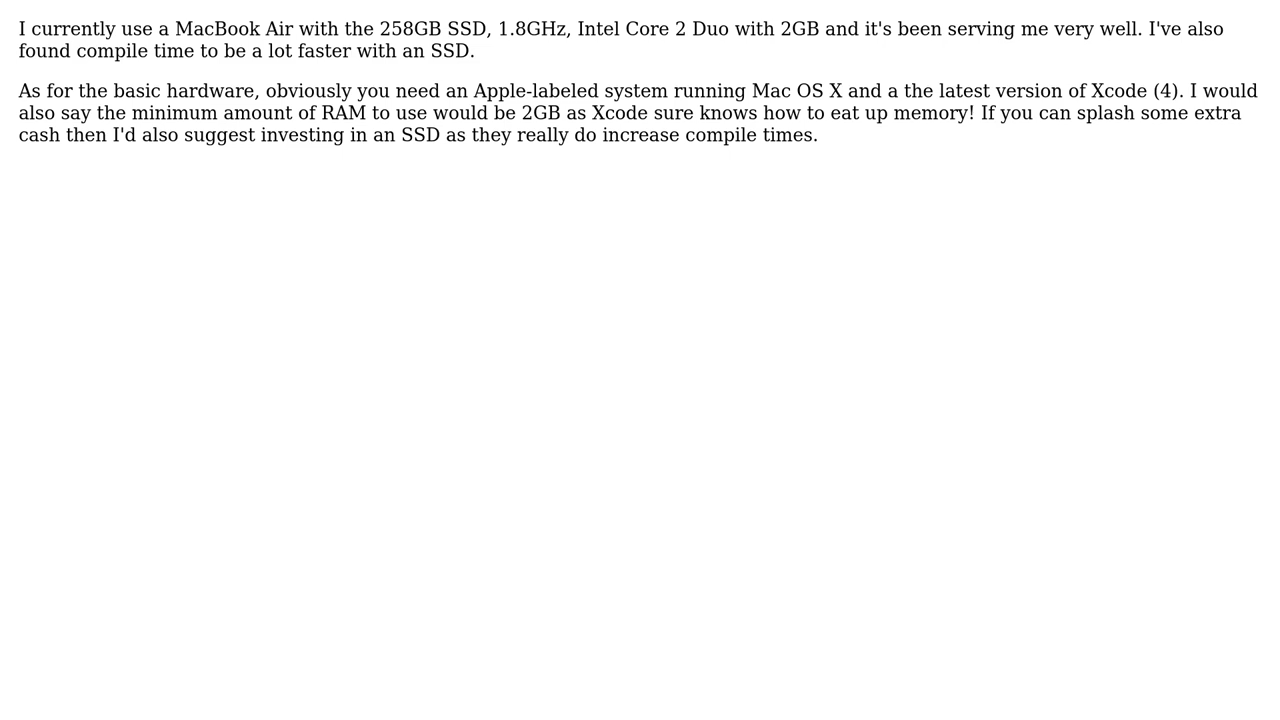 I currently use a MacBook Air with the 258GB SSD, 1.8GHz, Intel Core 2 Duo with 2GB and it's been serving me very well. I've also
found compile time to be a lot faster with an SSD.
As for the basic hardware, obviously you need an Apple-labeled system running Mac OS X and a the latest version of Xcode (4). I would
also say the minimum amount of RAM to use would be 2GB as Xcode sure knows how to eat up memory! If you can splash some extra
cash then I'd also suggest investing in an SSD as they really do increase compile times.